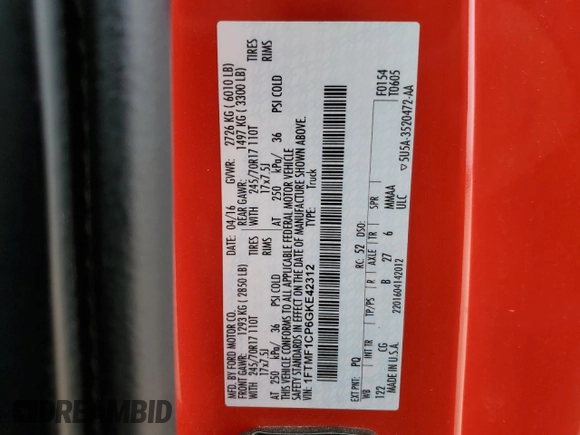 MFD. BY FORD MOTOR CO.
DATE: 04/16 GVWR: 2726 KG ( 6010 LB)
FRONT GAWR: 1293 KG ( 2850 LB) REAR GAWR: 1497 KG ( 3300 LB)
WITH 245/70R17 110T TIRES WITH 245/70R17 110T TIRES
17x7.5J RIMS 17x7.5J RIMS
AT 250 kPa/ 36 PSI COLD AT 250 kPa/ 36 PSI COLD
THIS VEHICLE CONFORMS TO ALL APPLICABLE FEDERAL MOTOR VEHICLE
SAFETY STANDARDS IN EFFECT ON THE DATE OF MANUFACTURE SHOWN ABOVE.
VIN: 1FTMF1CP6GKE42312 TYPE: Truck
F0154
T0605
EXT PNT: PQ RC: 52 DSO:
WB INT TR TP/PS R AXLE TR SPR
122 CG B 27 6 MMAA
ULC
MADE IN U.S.A. 2201604142012
▽5U5A-3520472-AA
DREAMBID